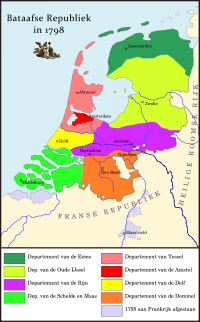 Bataafse Republiek
in 1798
Leeuwarden
Alkmaar
Zwolle
Amsterdam
Delft
Arnhem
Den Bosch
Middelburg
Maastricht
FRANSE REPUBLIEK
HEILIGE ROOMSE RIJK
Departement van de Eems
Departement van Texel
Dep. van de Oude IJssel
Departement van de Amstel
Departement van de Rijn
Departement van de Delf
Dep. van de Schelde en Maas
Departement van de Dommel
1795 aan Frankrijk afgestaan